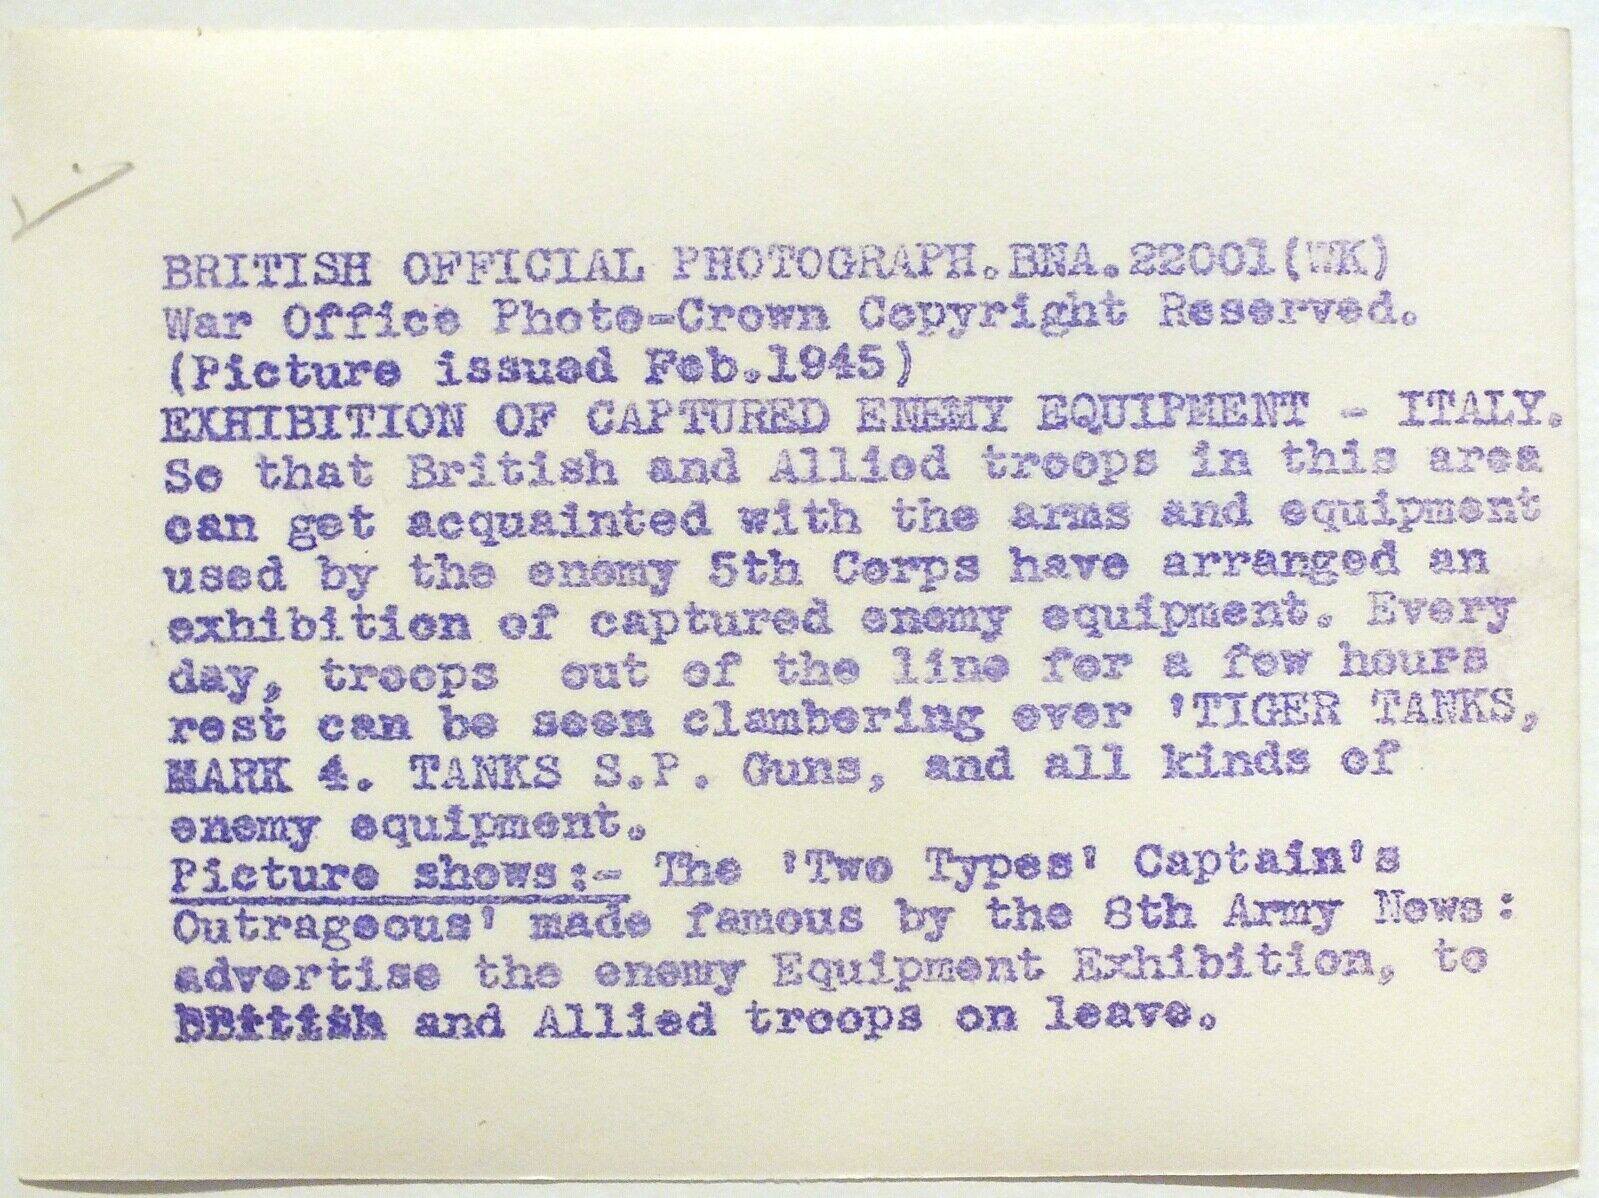 BRITISH OFFICIAL PHOTOGRAPH.BNA.22001(WK)
War Office Photo-Crown Copyright Reserved.
(Picture issued Feb.1945)
EXHIBITION OF CAPTURED ENEMY EQUIPMENT - ITALY.
So that British and Allied troops in this area
can get acquainted with the arms and equipment
used by the enemy 5th Corps have arranged an
exhibition of captured enemy equipment. Every
day, troops out of the line for a few hours
rest can be seen clambering over 'TIGER TANKS,
MARK 4. TANKS S.P. Guns, and all kinds of
enemy equipment.
Picture shows:- The 'Two Types' Captain's
Outrageous' made famous by the 8th Army News:
advertise the enemy Equipment Exhibition, to
British and Allied troops on leave.